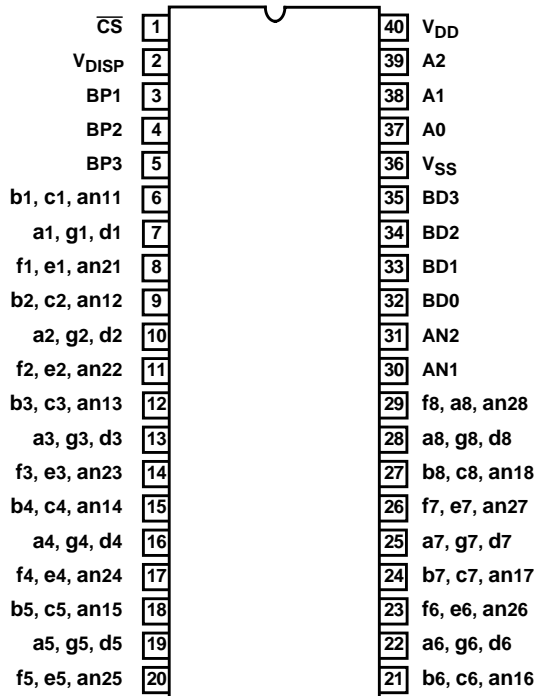 CS 1 40 VDD
VDISP 2 39 A2
BP1 3 38 A1
BP2 4 37 A0
BP3 5 36 VSS
b1, c1, an11 6 35 BD3
a1, g1, d1 7 34 BD2
f1, e1, an21 8 33 BD1
b2, c2, an12 9 32 BD0
a2, g2, d2 10 31 AN2
f2, e2, an22 11 30 AN1
b3, c3, an13 12 29 f8, a8, an28
a3, g3, d3 13 28 a8, g8, d8
f3, e3, an23 14 27 b8, c8, an18
b4, c4, an14 15 26 f7, e7, an27
a4, g4, d4 16 25 a7, g7, d7
f4, e4, an24 17 24 b7, c7, an17
b5, c5, an15 18 23 f6, e6, an26
a5, g5, d5 19 22 a6, g6, d6
f5, e5, an25 20 21 b6, c6, an16